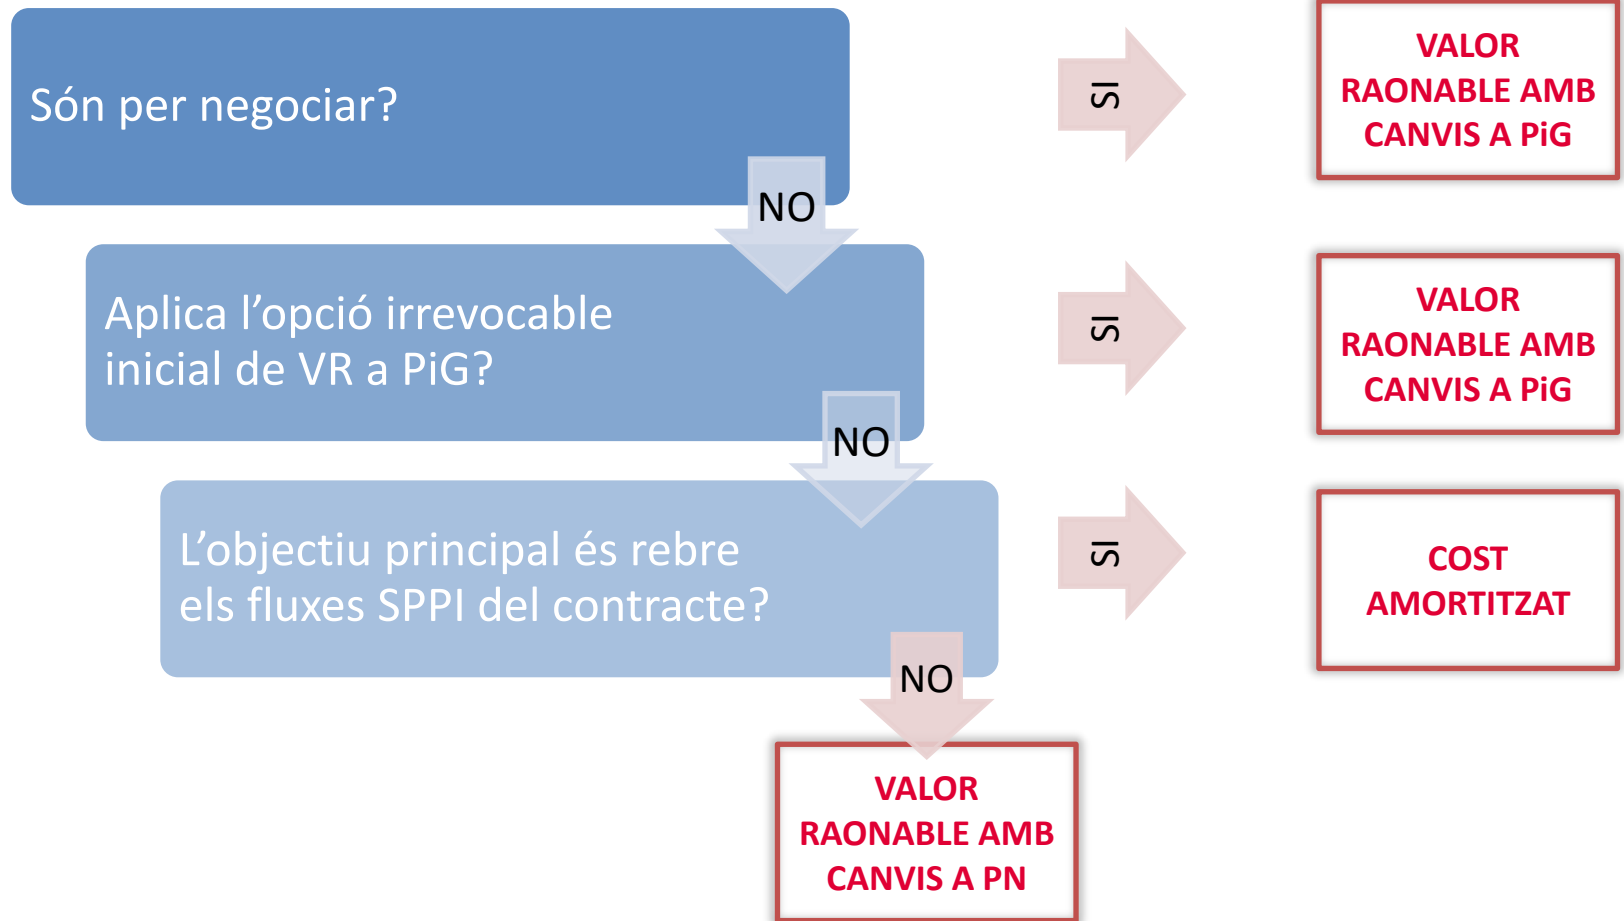 Són per negociar?
SI
VALOR
RAONABLE AMB
CANVIS A PiG
NO
Aplica l’opció irrevocable
inicial de VR a PiG?
SI
VALOR
RAONABLE AMB
CANVIS A PiG
NO
L’objectiu principal és rebre
els fluxes SPPI del contracte?
SI
COST
AMORTITZAT
NO
VALOR
RAONABLE AMB
CANVIS A PN